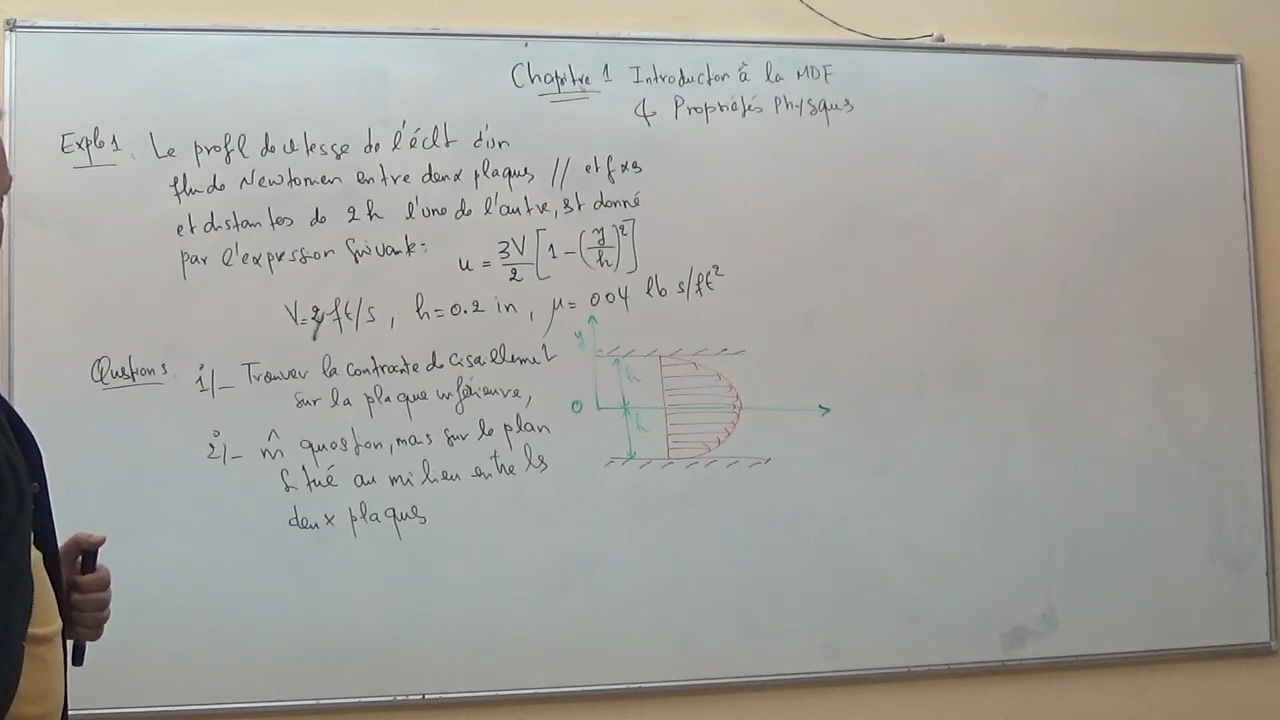 Chapitre 1 Introduction à la MDF
& Propriétés Physiques
Exple 1. Le profil de vitesse de l'éclt d'un
fluide Newtonien entre deux plaques // et fixes
et distantes de 2h l'une de l'autre, est donné
par l'expression suivante: u = 3V/2 [1 - (y/h)²]
V=2 ft/s, h=0.2 in, μ= 0.04 lb s/ft²
Questions 1/- Trouver la contrainte de cisaillement
sur la plaque inférieure,
2/- m̂ question, mais sur le plan
situé au milieu entre les
deux plaques
y
h
O
h